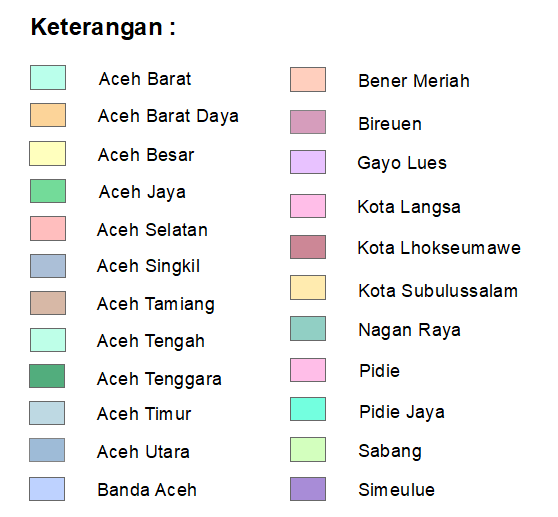 Keterangan :
Aceh Barat
Aceh Barat Daya
Aceh Besar
Aceh Jaya
Aceh Selatan
Aceh Singkil
Aceh Tamiang
Aceh Tengah
Aceh Tenggara
Aceh Timur
Aceh Utara
Banda Aceh
Bener Meriah
Bireuen
Gayo Lues
Kota Langsa
Kota Lhokseumawe
Kota Subulussalam
Nagan Raya
Pidie
Pidie Jaya
Sabang
Simeulue